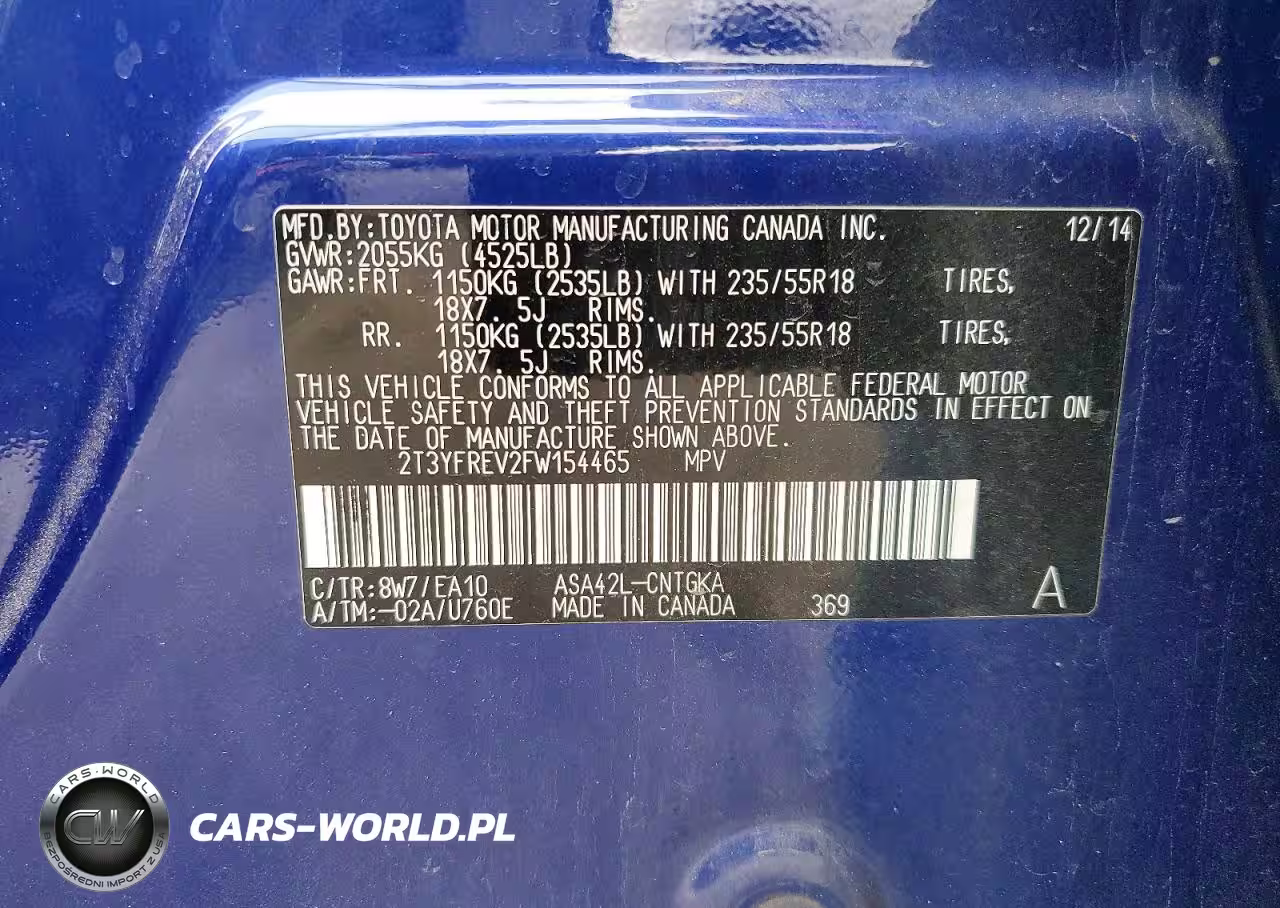 MFD.BY:TOYOTA MOTOR MANUFACTURING CANADA INC. 12/14
GVWR:2055KG (4525LB)
GAWR:FRT. 1150KG (2535LB) WITH 235/55R18 TIRES,
18X7. 5J RIMS.
RR. 1150KG (2535LB) WITH 235/55R18 TIRES,
18X7. 5J RIMS.
THIS VEHICLE CONFORMS TO ALL APPLICABLE FEDERAL MOTOR
VEHICLE SAFETY AND THEFT PREVENTION STANDARDS IN EFFECT ON
THE DATE OF MANUFACTURE SHOWN ABOVE.
2T3YFREV2FW154465 MPV
C/TR:8W7/EA10 ASA42L-CNTGKA
A/TM:-02A/U760E MADE IN CANADA 369 A
CARS-WORLD
CW
BEZPOŚREDNI IMPORT Z USA
CARS-WORLD.PL